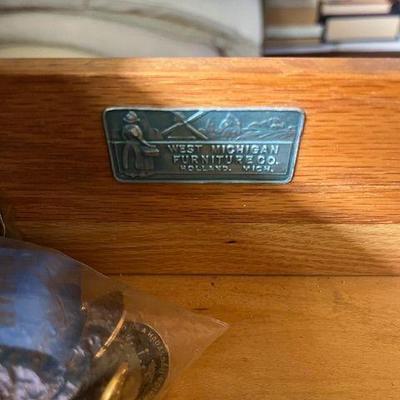 WEST MICHIGAN
FURNITURE CO.
HOLLAND, MICH.